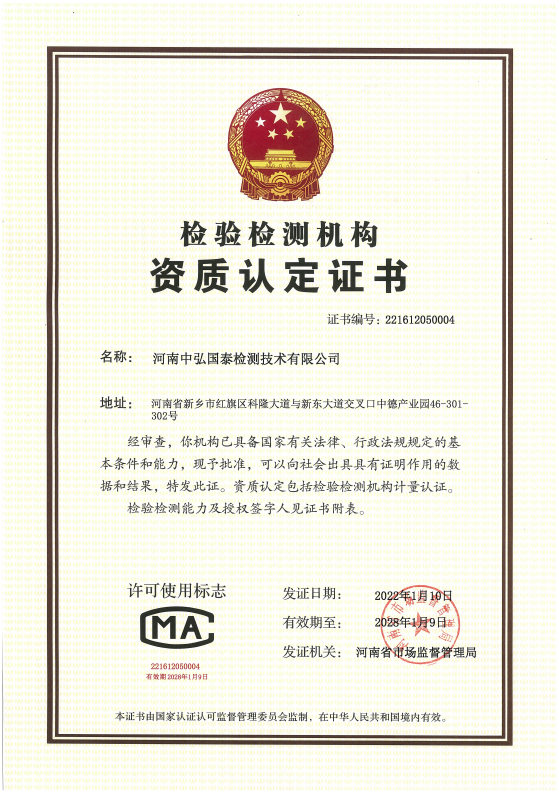 检验检测机构
资质认定证书
证书编号：221612050004
名称： 河南中弘国泰检测技术有限公司
地址： 河南省新乡市红旗区科隆大道与新东大道交叉口中德产业园46-301-
302号
经审查，你机构已具备国家有关法律、行政法规规定的基
本条件和能力，现予批准，可以向社会出具具有证明作用的数
据和结果，特发此证。资质认定包括检验检测机构计量认证。
检验检测能力及授权签字人见证书附表。
许可使用标志
MA
221612050004
有效期 2028年1月9日
发证日期： 2022年1月10日
有效期至： 2028年1月9日
发证机关： 河南省市场监督管理局
本证书由国家认证认可监督管理委员会监制，在中华人民共和国境内有效。